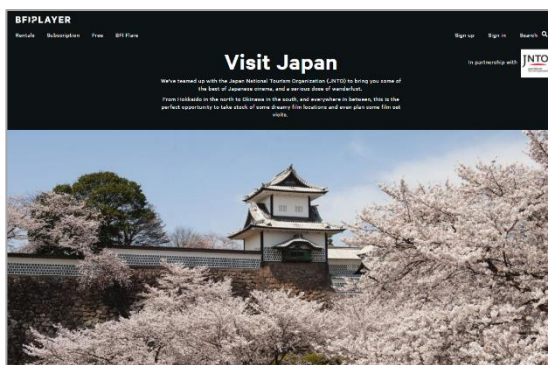 BFI PLAYER
Rentals Subscription Free BFI Flare
Sign up Sign in Search
Visit Japan
In partnership with
JNTO
We've teamed up with the Japan National Tourism Organization (JNTO) to bring you some of
the best of Japanese cinema, and a serious dose of wanderlust.
From Hokkaido in the north to Okinawa in the south, and everywhere in between, this is the
perfect opportunity to take stock of some dreamy film locations and even plan some film set
visits.